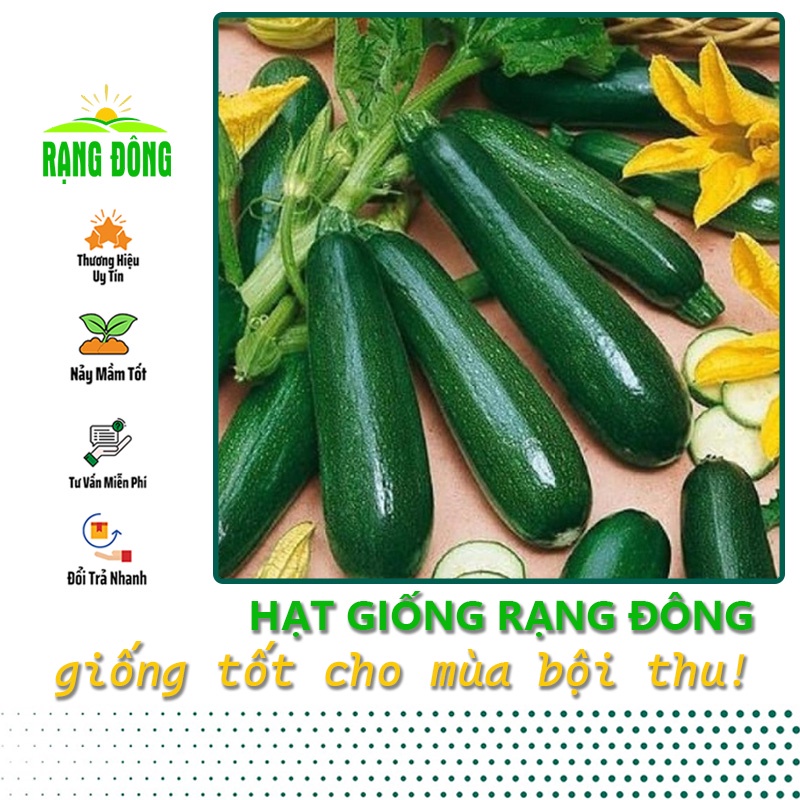 RẠNG ĐÔNG
Thương Hiệu
Uy Tín
Nảy Mầm Tốt
Tư Vấn Miễn Phí
Đổi Trả Nhanh
HẠT GIỐNG RẠNG ĐÔNG
giống tốt cho mùa bội thu!